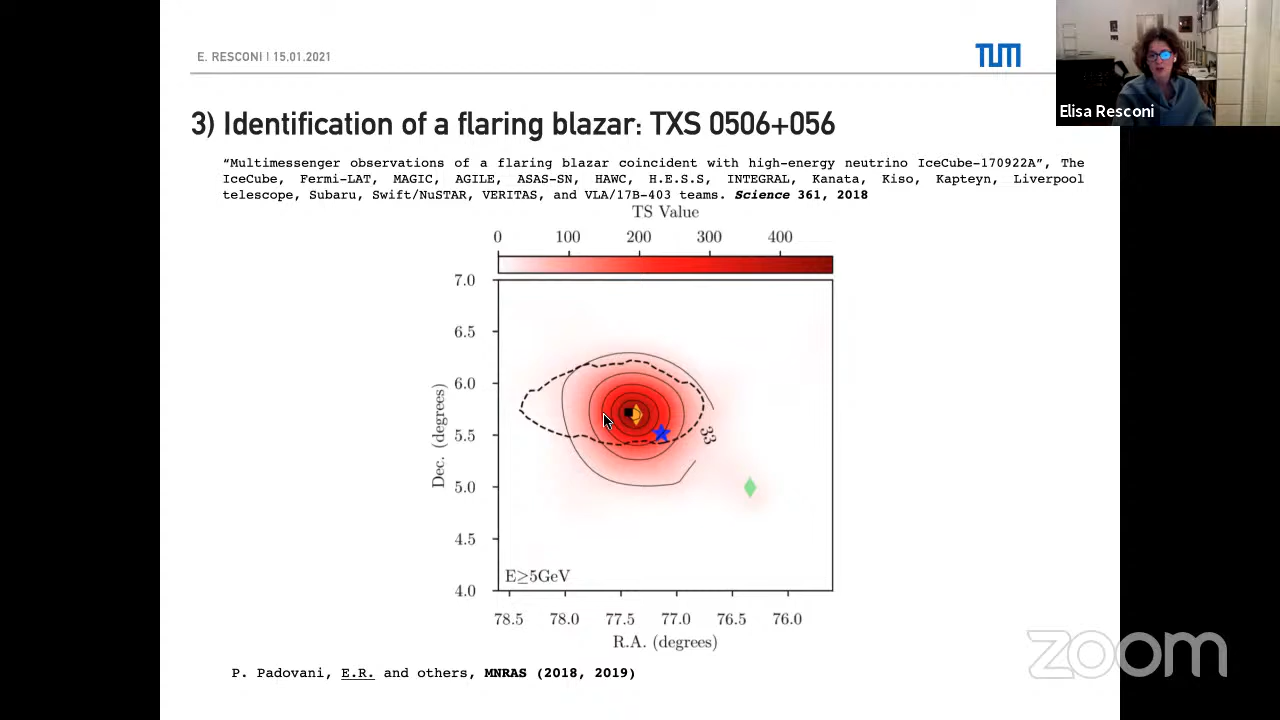 E. RESCONI | 15.01.2021
TUM
Elisa Resconi
3) Identification of a flaring blazar: TXS 0506+056
“Multimessenger observations of a flaring blazar coincident with high-energy neutrino IceCube-170922A”, The
IceCube, Fermi-LAT, MAGIC, AGILE, ASAS-SN, HAWC, H.E.S.S, INTEGRAL, Kanata, Kiso, Kapteyn, Liverpool
telescope, Subaru, Swift/NuSTAR, VERITAS, and VLA/17B-403 teams. Science 361, 2018
TS Value
0 100 200 300 400
7.0
6.5
6.0
5.5
5.0
4.5
4.0
Dec. (degrees)
33
E≥5GeV
78.5 78.0 77.5 77.0 76.5 76.0
R.A. (degrees)
P. Padovani, E.R. and others, MNRAS (2018, 2019)
zoom